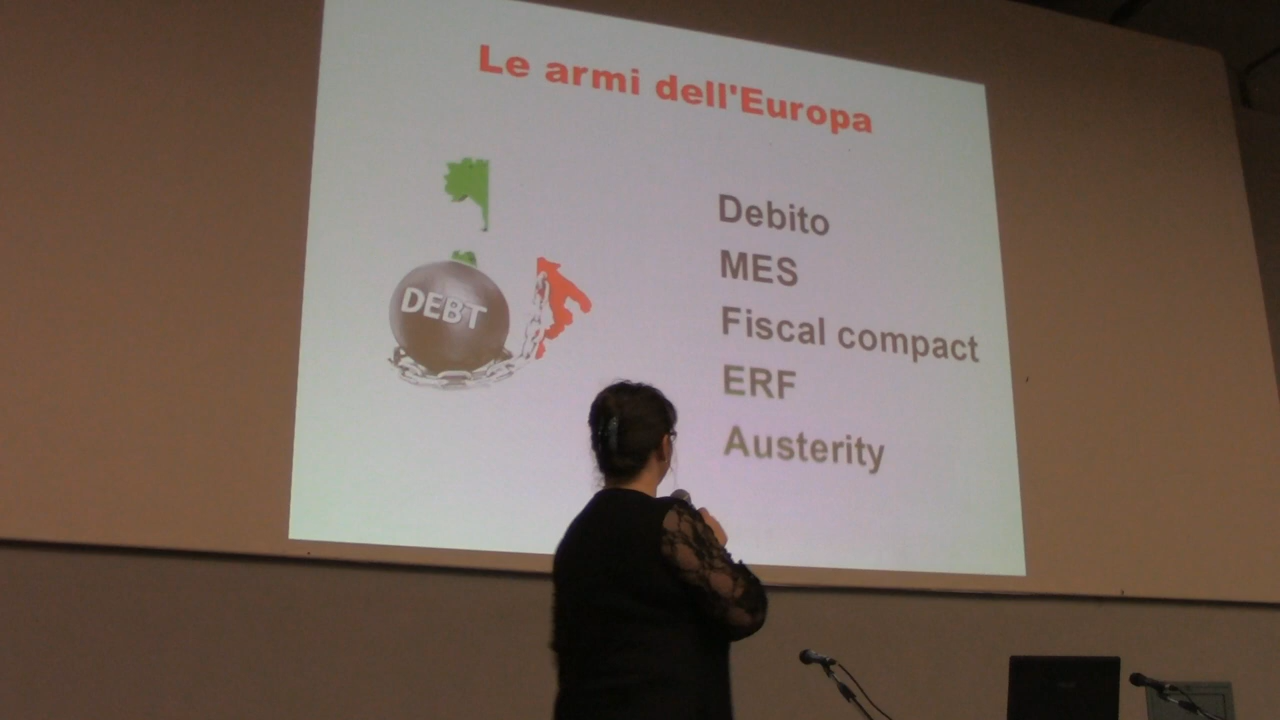 Le armi dell'Europa
DEBT
Debito
MES
Fiscal compact
ERF
Austerity